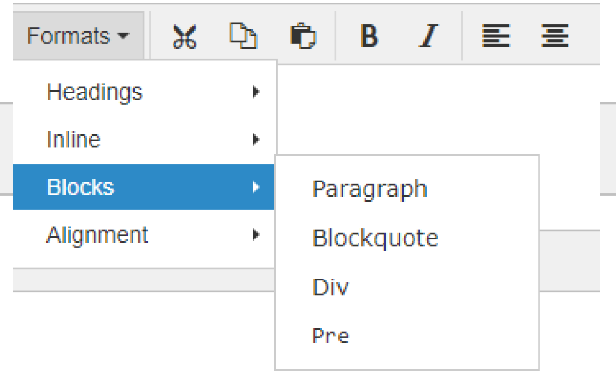 Formats
B I
Headings
Inline
Blocks
Alignment
Paragraph
Blockquote
Div
Pre